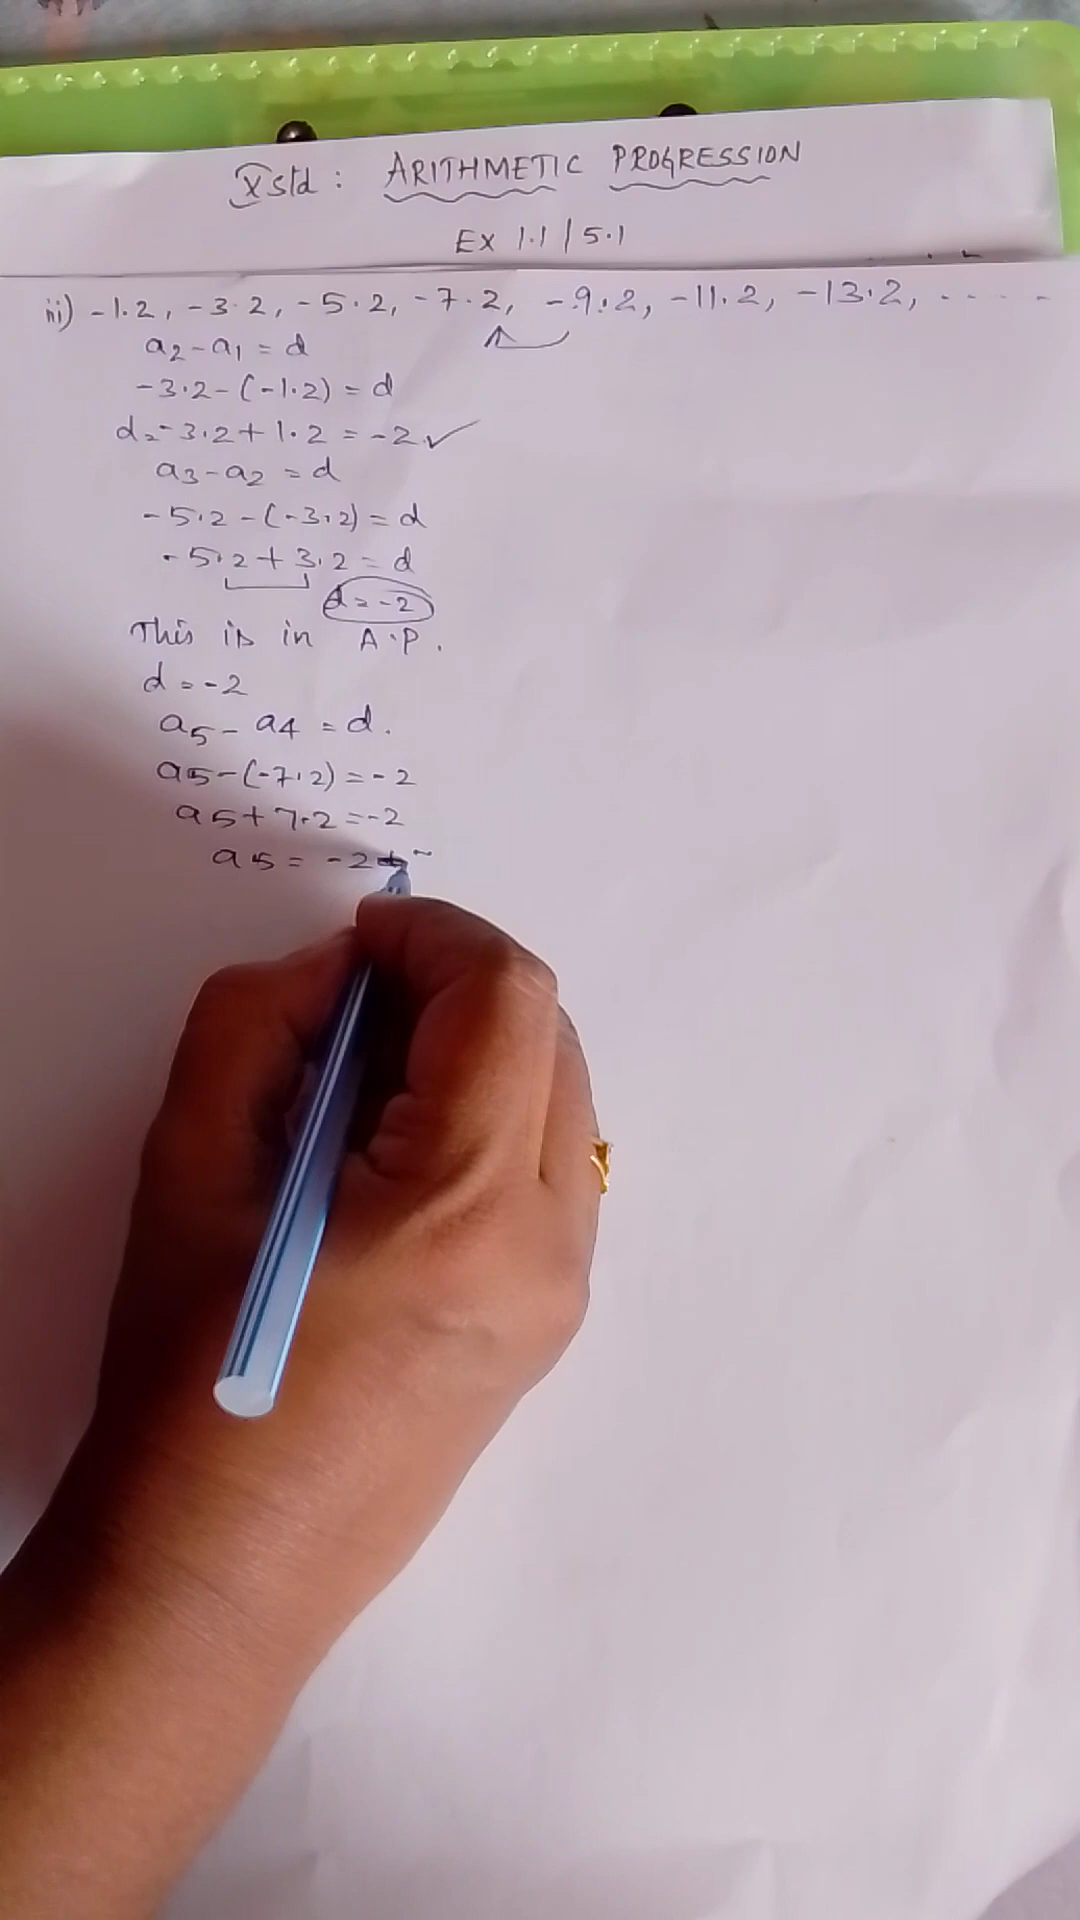 X std : ARITHMETIC PROGRESSION
Ex 1.1 / 5.1
iii) -1.2, -3.2, -5.2, -7.2, -9.2, -11.2, -13.2, .....
a2 - a1 = d
-3.2 - (-1.2) = d
d = -3.2 + 1.2 = -2 ✓
a3 - a2 = d
-5.2 - (-3.2) = d
-5.2 + 3.2 = d
d = -2
This is in A.P.
d = -2
a5 - a4 = d.
a5 - (-7.2) = -2
a5 + 7.2 = -2
a5 = -2